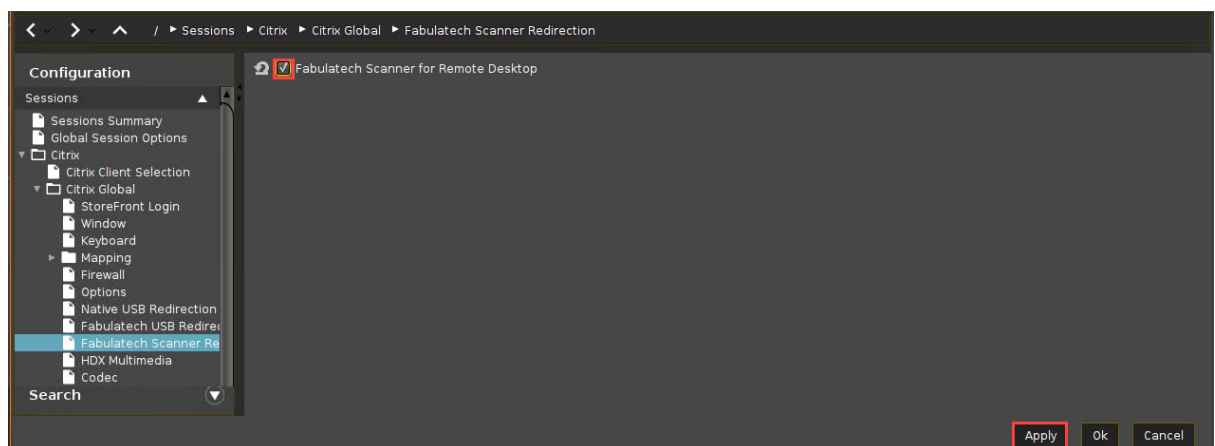 / Sessions Citrix Citrix Global Fabulatech Scanner Redirection
Configuration
Sessions
Sessions Summary
Global Session Options
Citrix
Citrix Client Selection
Citrix Global
StoreFront Login
Window
Keyboard
Mapping
Firewall
Options
Native USB Redirection
Fabulatech USB Redirec
Fabulatech Scanner Re
HDX Multimedia
Codec
Search
Fabulatech Scanner for Remote Desktop
Apply Ok Cancel